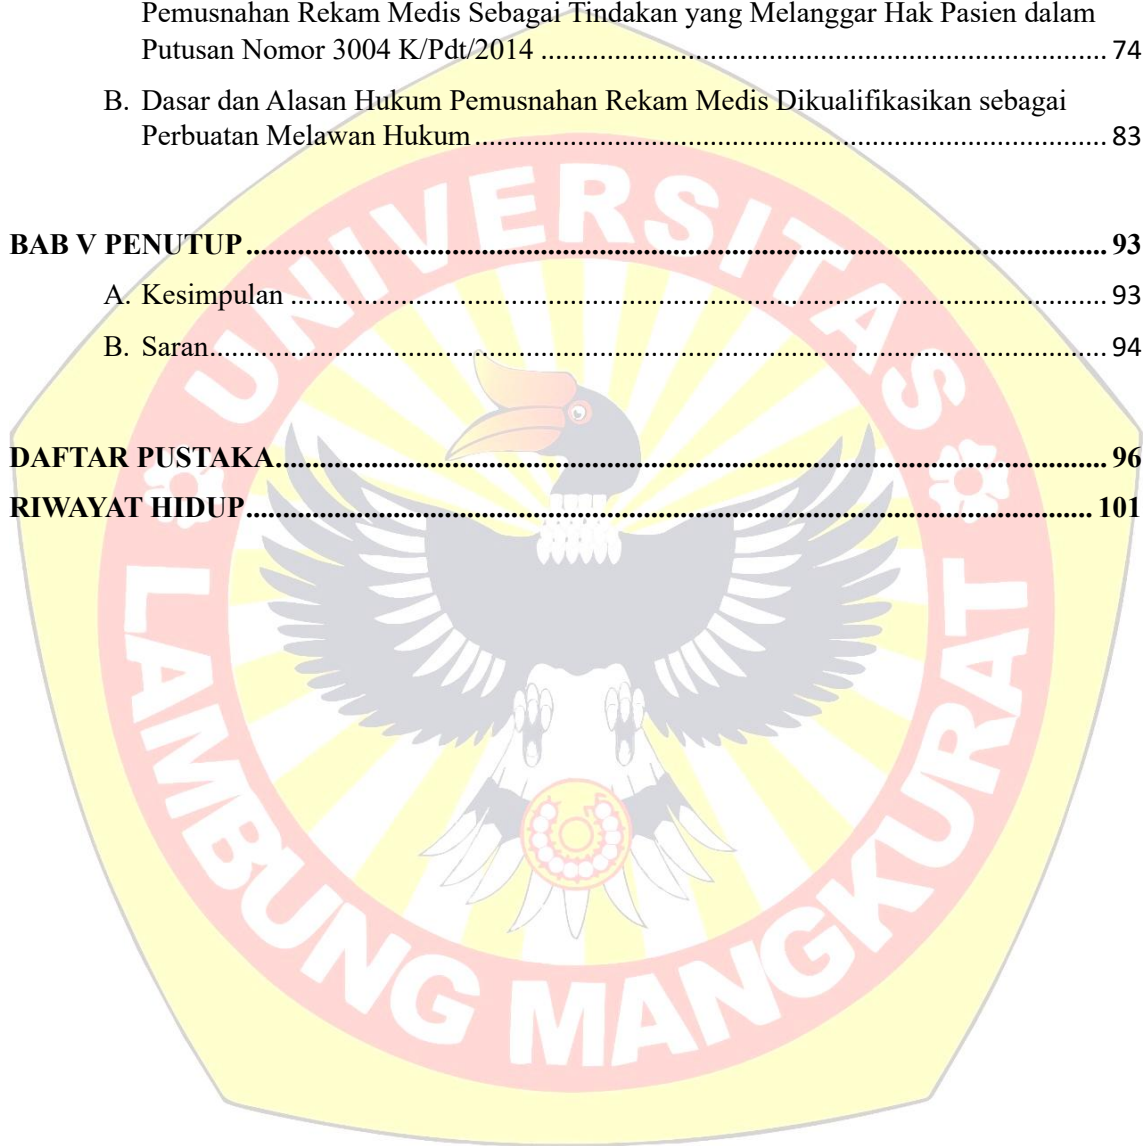 Pemusnahan Rekam Medis Sebagai Tindakan yang Melanggar Hak Pasien dalam
Putusan Nomor 3004 K/Pdt/2014 ........................................................................ 74
B. Dasar dan Alasan Hukum Pemusnahan Rekam Medis Dikualifikasikan sebagai
Perbuatan Melawan Hukum ................................................................................ 83
BAB V PENUTUP ............................................................................................................. 93
A. Kesimpulan ........................................................................................................ 93
B. Saran .................................................................................................................. 94
DAFTAR PUSTAKA ......................................................................................................... 96
RIWAYAT HIDUP ........................................................................................................... 101
UNIVERSITAS
LAMBUNG MANGKURAT